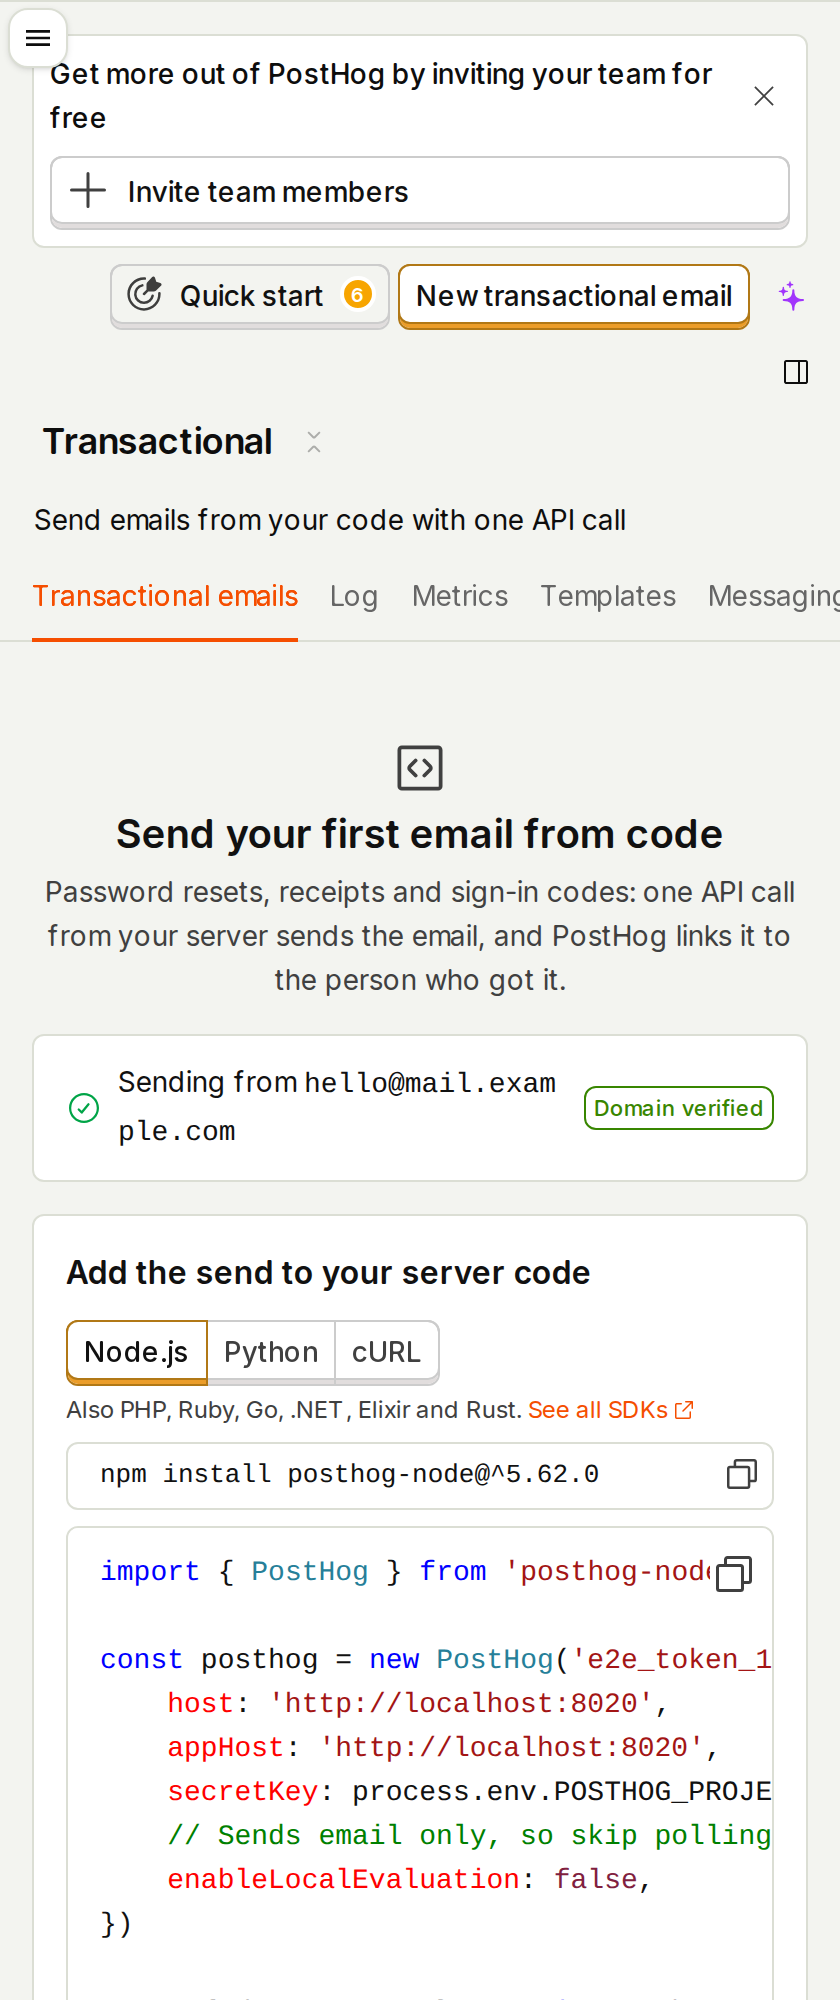 Get more out of PostHog by inviting your team for
free
Invite team members
Quick start 6
New transactional email
Transactional
Send emails from your code with one API call
Transactional emails Log Metrics Templates Messaging
Send your first email from code
Password resets, receipts and sign-in codes: one API call
from your server sends the email, and PostHog links it to
the person who got it.
Sending from hello@mail.exam
ple.com
Domain verified
Add the send to your server code
Node.js Python cURL
Also PHP, Ruby, Go, .NET, Elixir and Rust. See all SDKs
npm install posthog-node@^5.62.0
import { PostHog } from 'posthog-node
const posthog = new PostHog('e2e_token_1
host: 'http://localhost:8020',
appHost: 'http://localhost:8020',
secretKey: process.env.POSTHOG_PROJE
// Sends email only, so skip polling
enableLocalEvaluation: false,
})